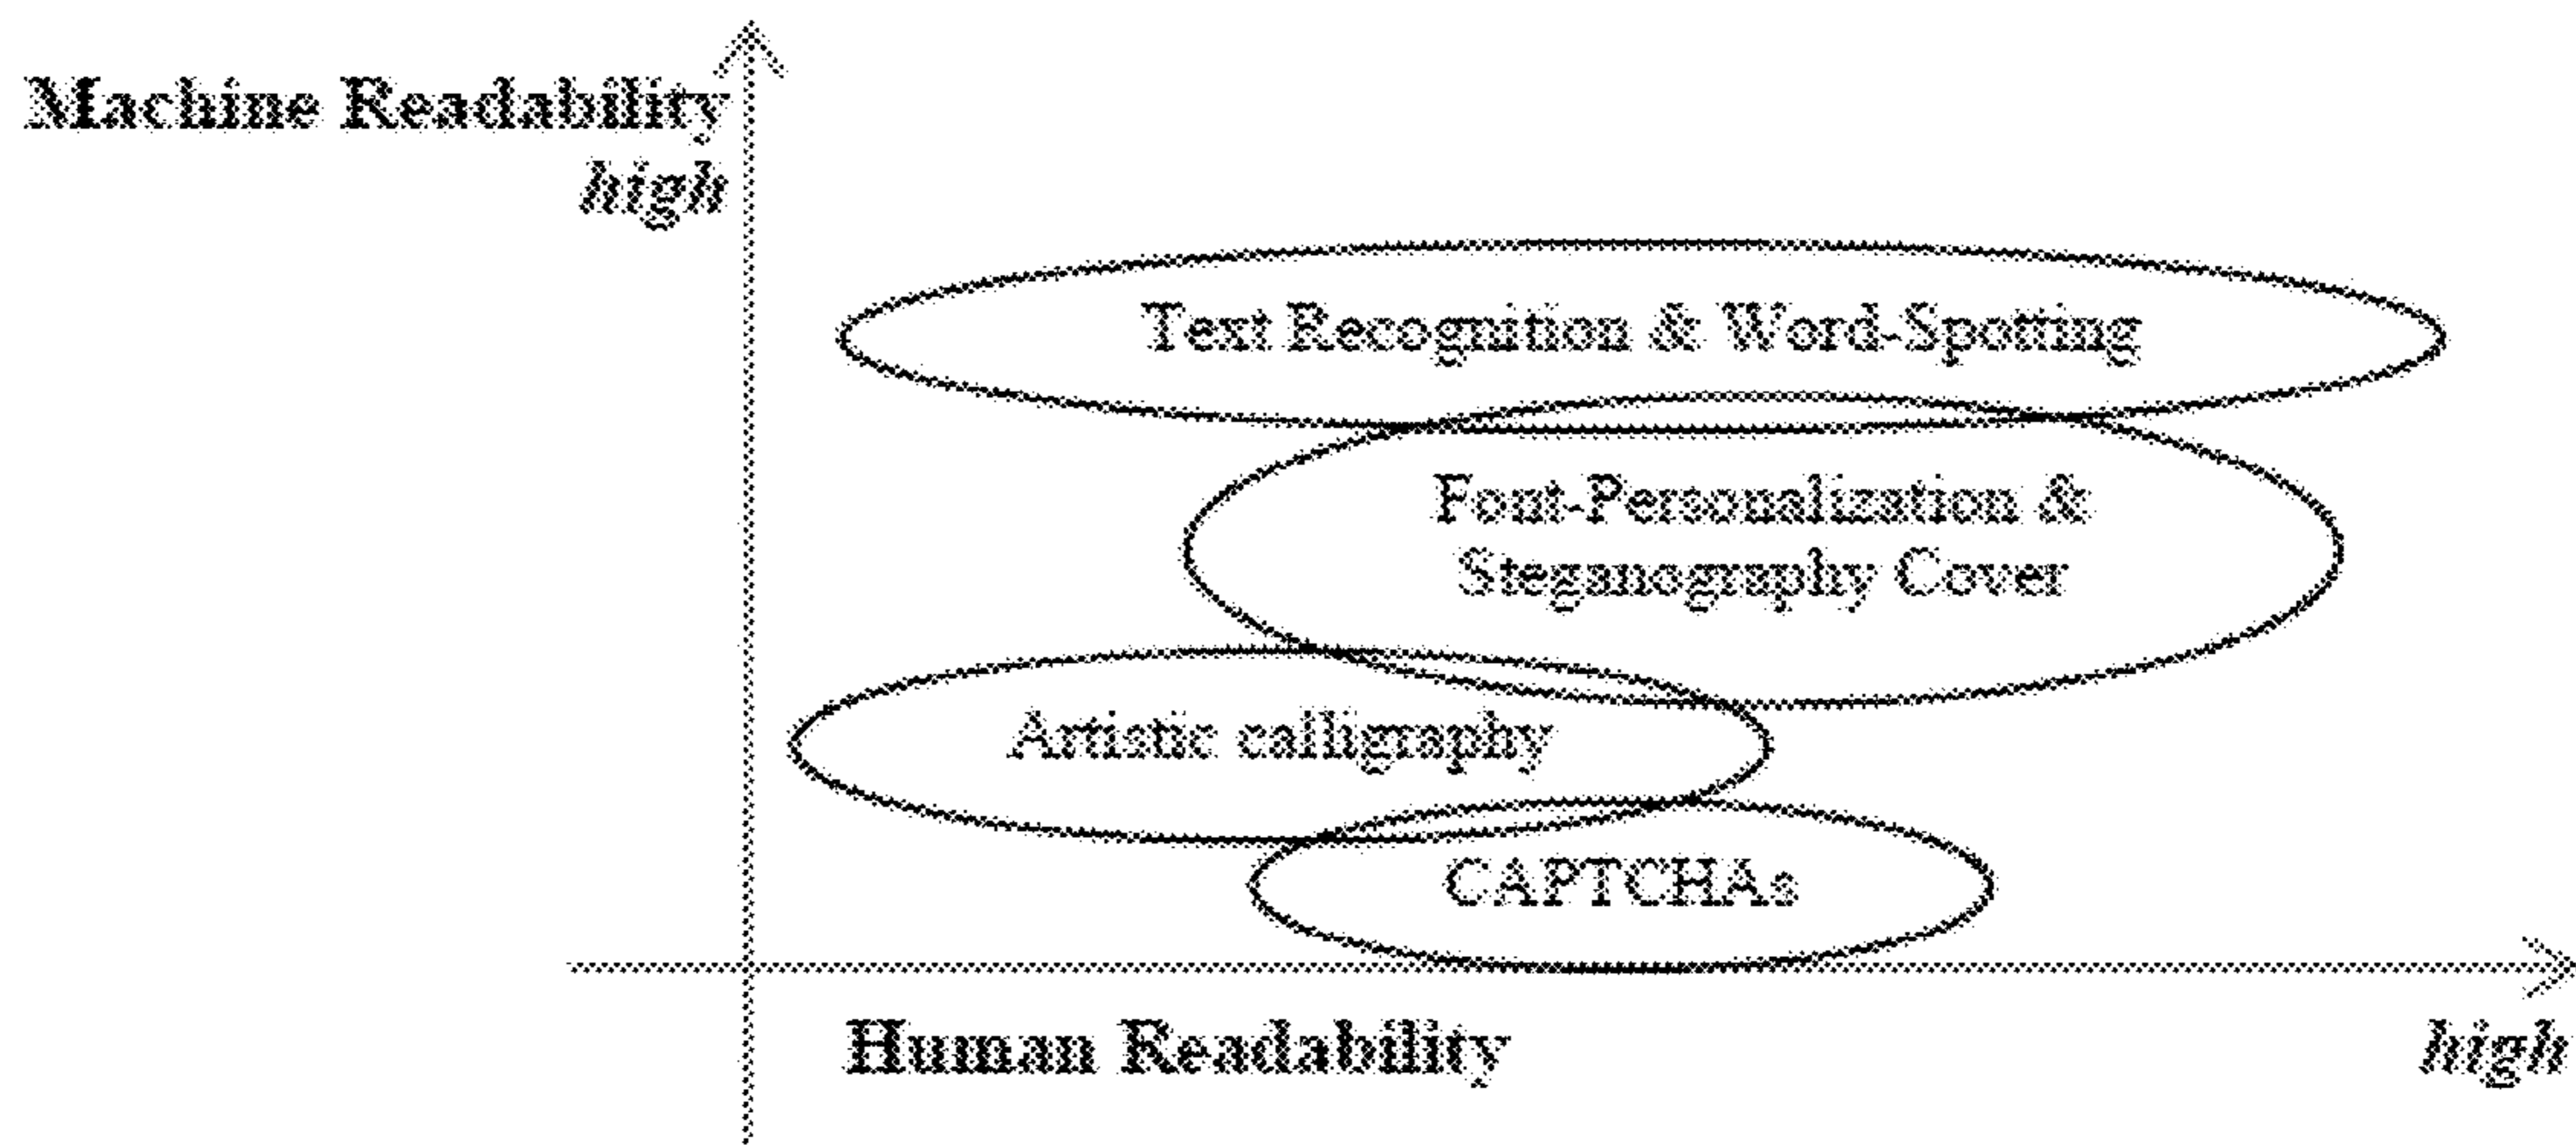 Machine Readability
high
Text Recognition & Word-Spotting
Font-Personalization &
Steganography Cover
Artistic calligraphy
CAPTCHAs
Human Readability
high